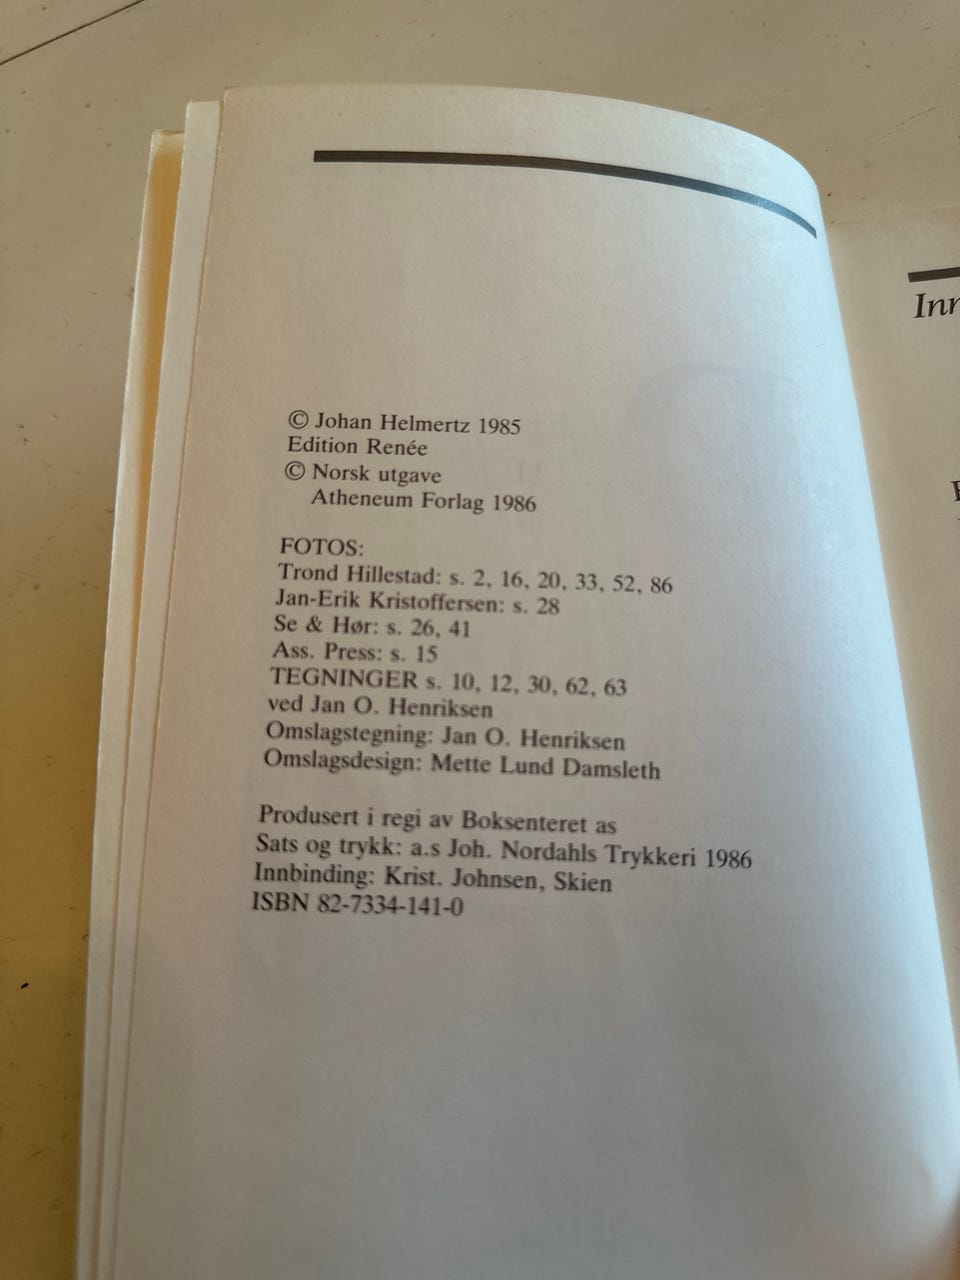 © Johan Helmertz 1985
Edition Renée
© Norsk utgave
Atheneum Forlag 1986
FOTOS:
Trond Hillestad: s. 2, 16, 20, 33, 52, 86
Jan-Erik Kristoffersen: s. 28
Se & Hør: s. 26, 41
Ass. Press: s. 15
TEGNINGER s. 10, 12, 30, 62, 63
ved Jan O. Henriksen
Omslagstegning: Jan O. Henriksen
Omslagsdesign: Mette Lund Damsleth
Produsert i regi av Boksenteret as
Sats og trykk: a.s Joh. Nordahls Trykkeri 1986
Innbinding: Krist. Johnsen, Skien
ISBN 82-7334-141-0